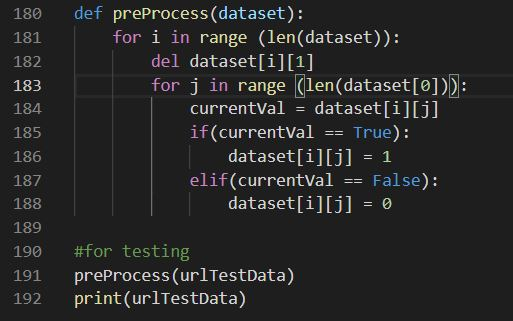 180 def preProcess(dataset):
181     for i in range (len(dataset)):
182         del dataset[i][1]
183         for j in range (len(dataset[0])):
184             currentVal = dataset[i][j]
185             if(currentVal == True):
186                 dataset[i][j] = 1
187             elif(currentVal == False):
188                 dataset[i][j] = 0
189
190 #for testing
191 preProcess(urlTestData)
192 print(urlTestData)